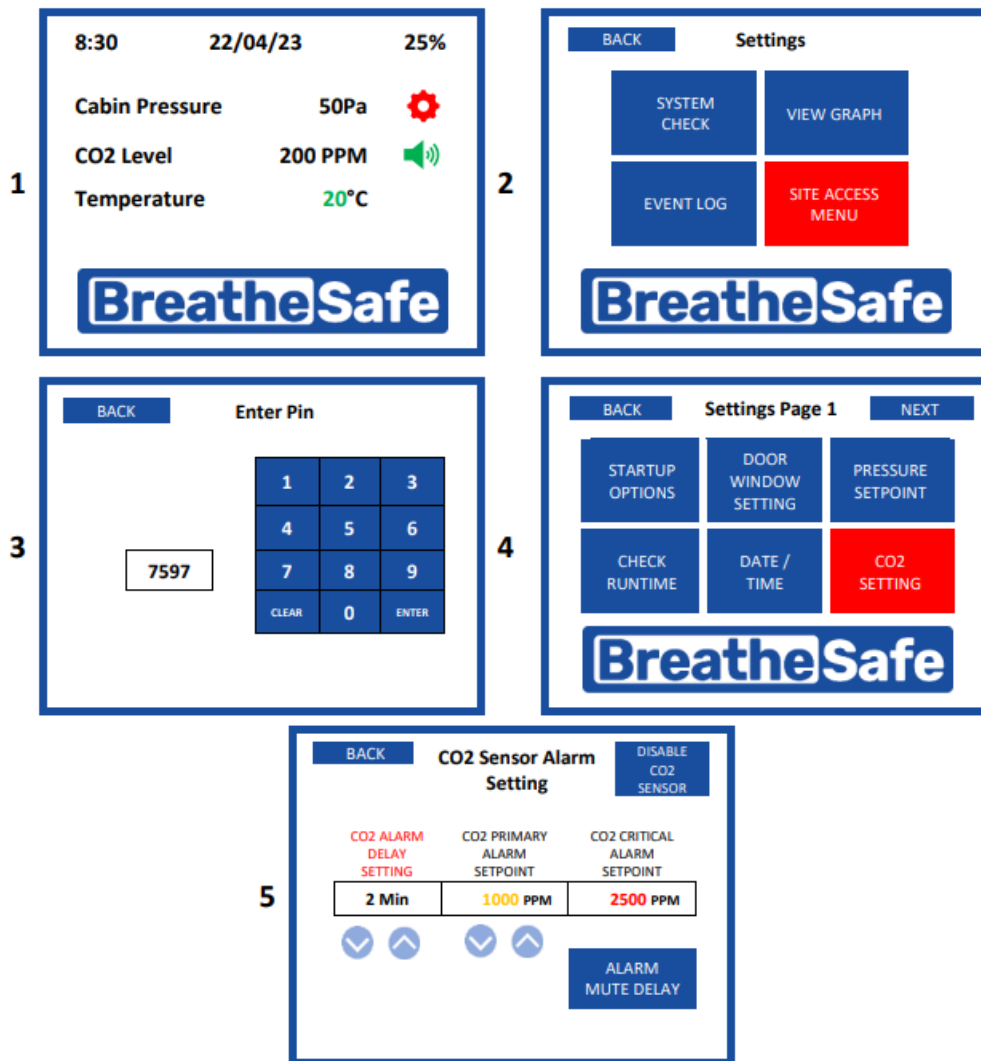 1
8:30 22/04/23 25%
Cabin Pressure 50Pa
CO2 Level 200 PPM
Temperature 20°C
BreatheSafe
2
BACK Settings
SYSTEM
CHECK
VIEW GRAPH
EVENT LOG
SITE ACCESS
MENU
BreatheSafe
3
BACK Enter Pin
7597
1 2 3
4 5 6
7 8 9
CLEAR 0 ENTER
4
BACK Settings Page 1 NEXT
STARTUP
OPTIONS
DOOR
WINDOW
SETTING
PRESSURE
SETPOINT
CHECK
RUNTIME
DATE /
TIME
CO2
SETTING
BreatheSafe
5
BACK
CO2 Sensor Alarm
Setting
DISABLE
CO2
SENSOR
CO2 ALARM
DELAY
SETTING
CO2 PRIMARY
ALARM
SETPOINT
CO2 CRITICAL
ALARM
SETPOINT
2 Min 1000 PPM 2500 PPM
ALARM
MUTE DELAY